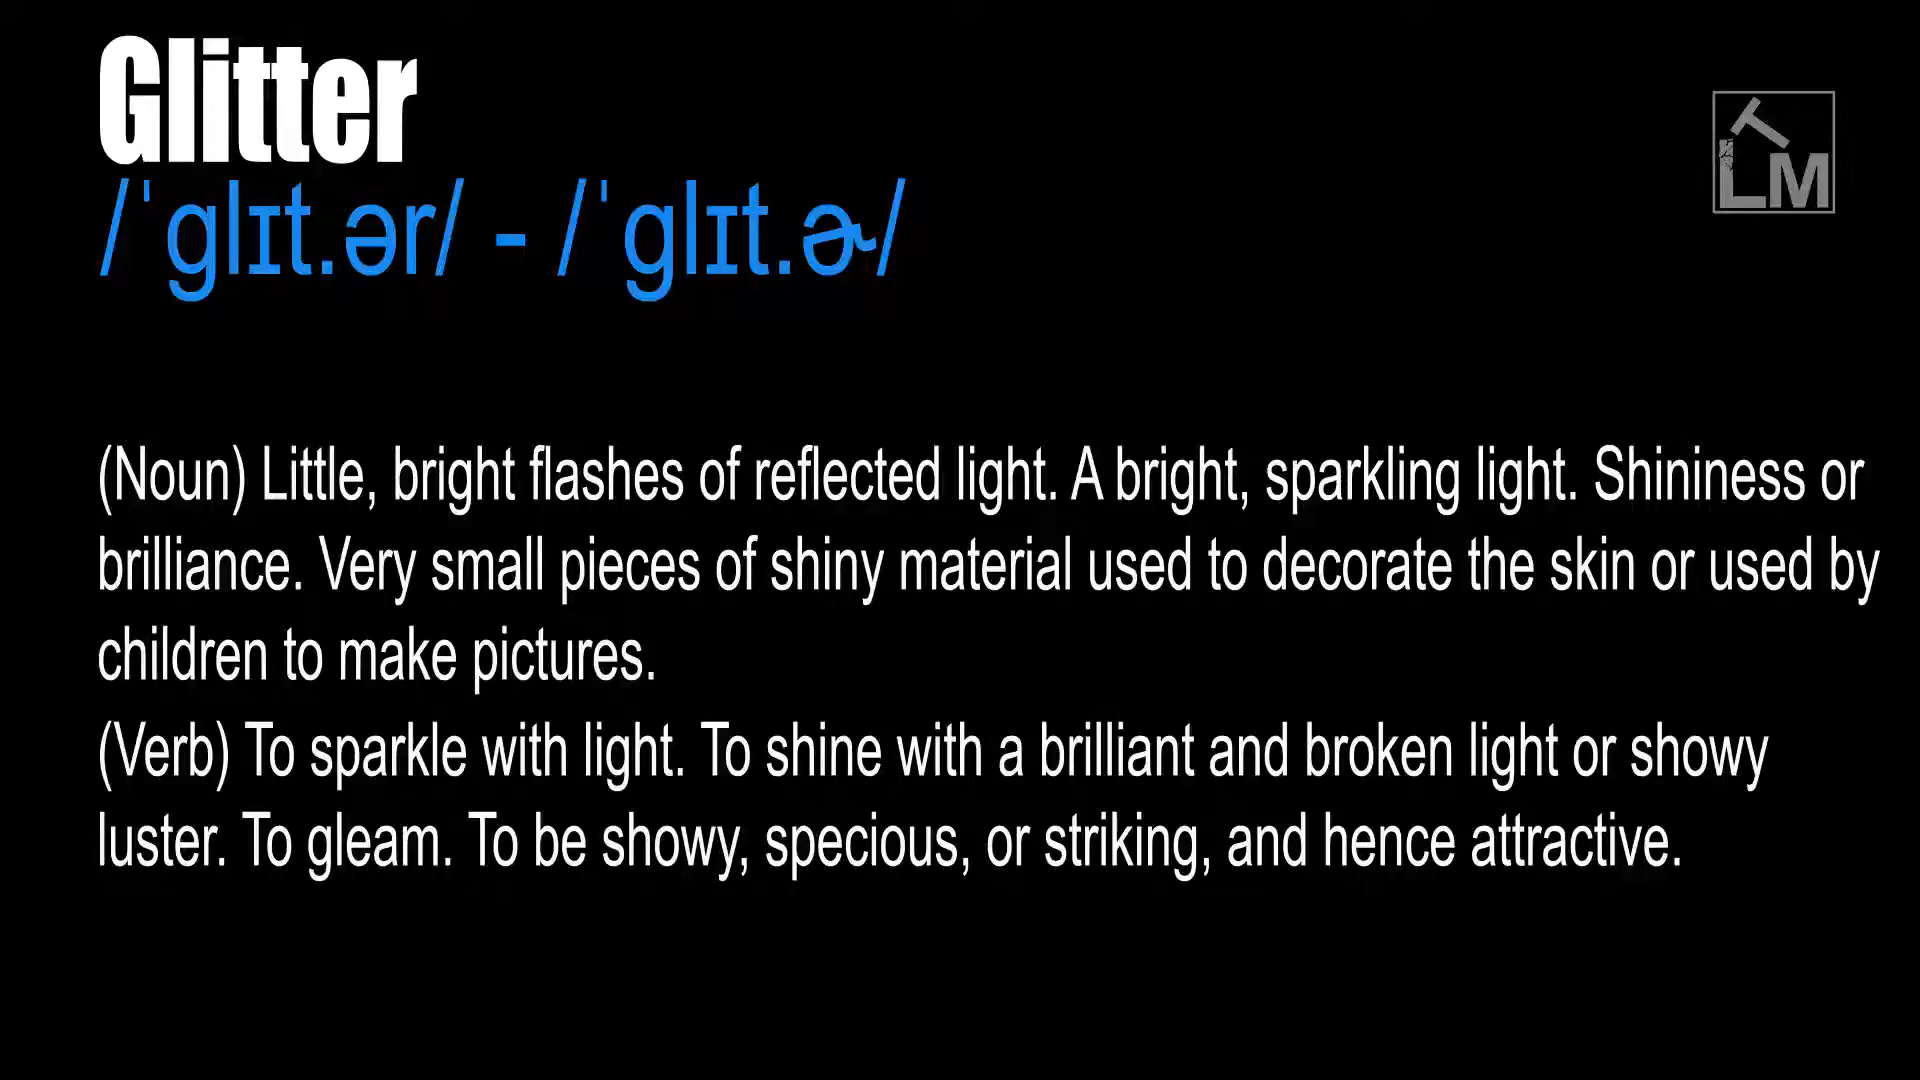 Glitter
/ˈglɪt.ər/ - /ˈglɪt.ɚ/
TLM
(Noun) Little, bright flashes of reflected light. A bright, sparkling light. Shininess or
brilliance. Very small pieces of shiny material used to decorate the skin or used by
children to make pictures.
(Verb) To sparkle with light. To shine with a brilliant and broken light or showy
luster. To gleam. To be showy, specious, or striking, and hence attractive.